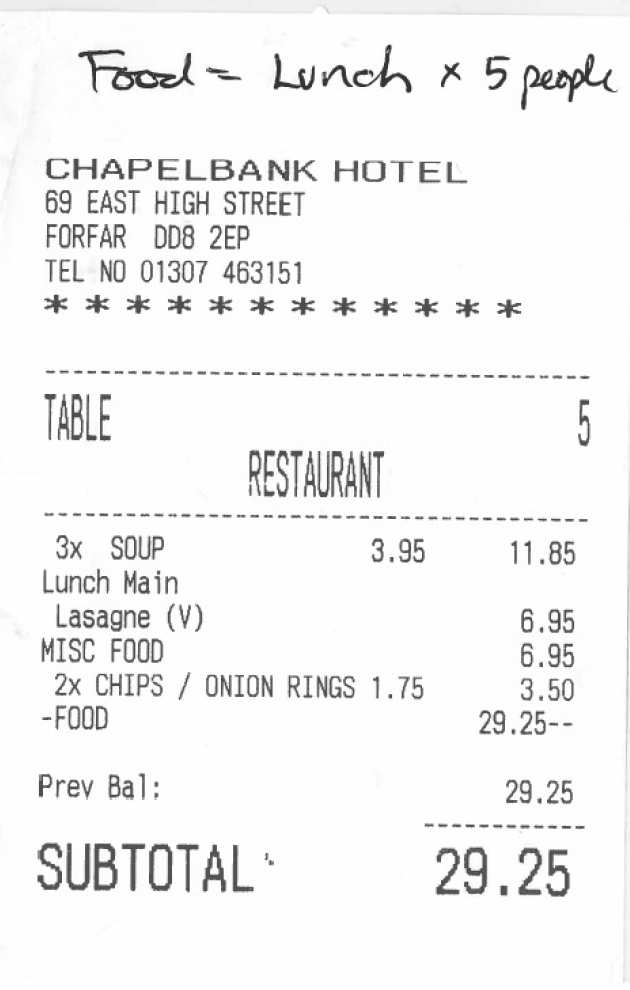 Food = Lunch x 5 people
CHAPELBANK HOTEL
69 EAST HIGH STREET
FORFAR DD8 2EP
TEL NO 01307 463151
* * * * * * * * * * * *
----------------------------------------
TABLE 5
RESTAURANT
----------------------------------------
3x SOUP 3.95 11.85
Lunch Main
Lasagne (V) 6.95
MISC FOOD 6.95
2x CHIPS / ONION RINGS 1.75 3.50
-FOOD 29.25--
Prev Bal: 29.25
------------
SUBTOTAL 29.25